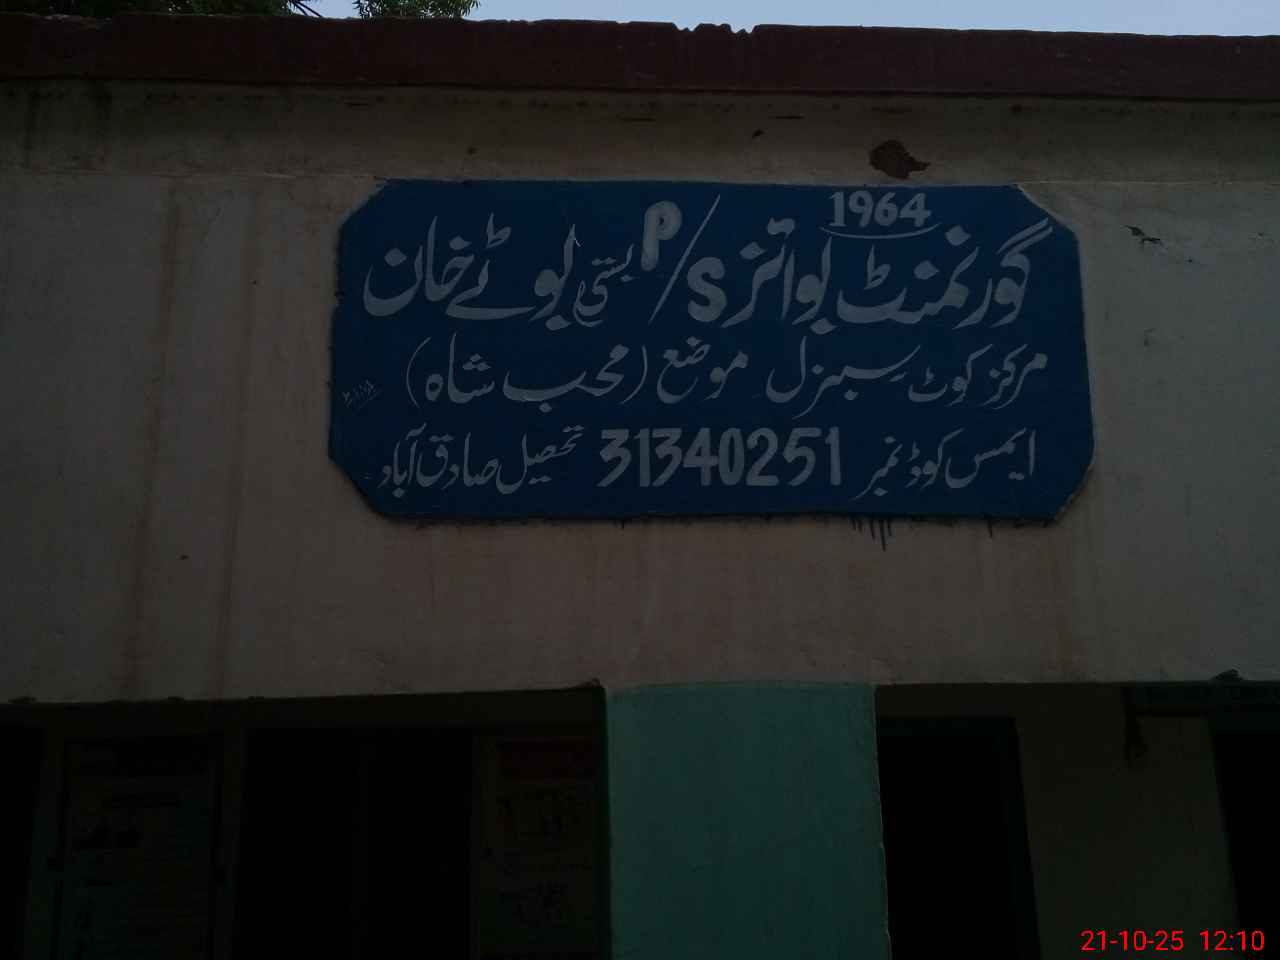 1964
گورنمنٹ بوائز P/S بستی بوٹے خان
مرکز کوٹ سبزل موضع (محب شاہ)
ایمس کوڈ نمبر 31340251 تحصیل صادق آباد
21-10-25 12:10